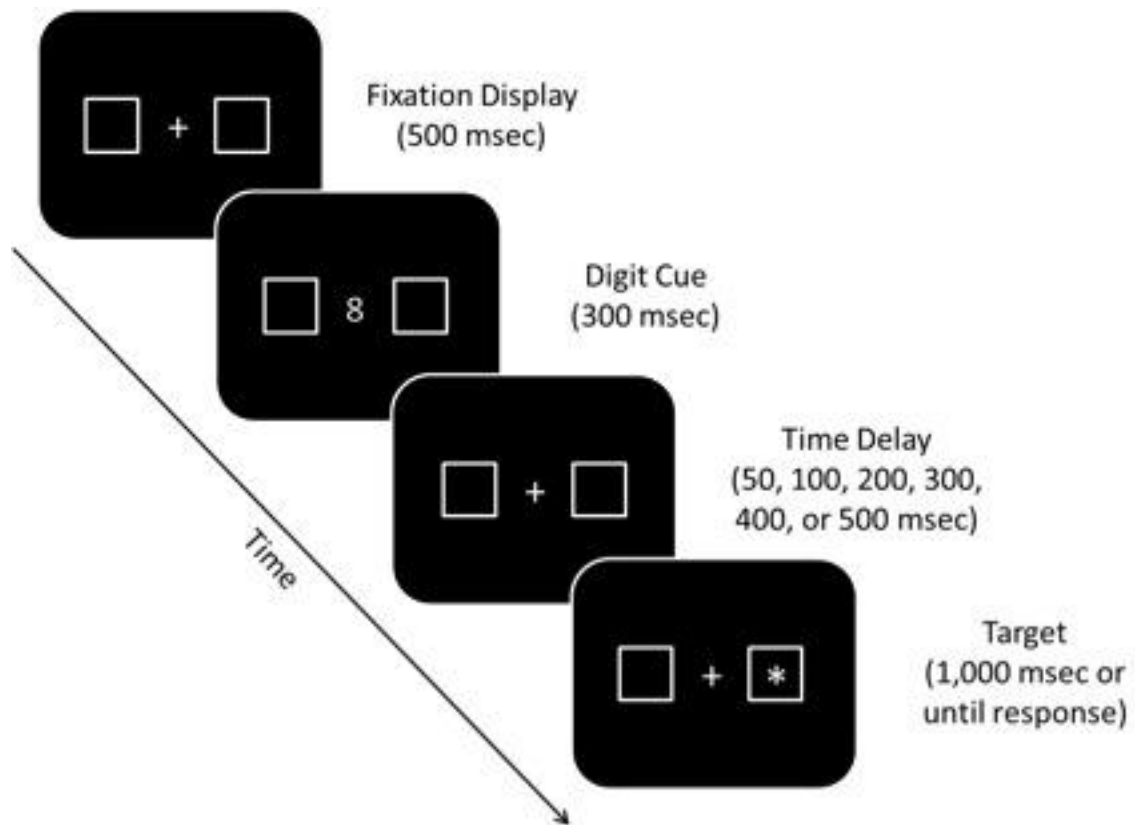 +
Fixation Display
(500 msec)
8
Digit Cue
(300 msec)
+
Time Delay
(50, 100, 200, 300,
400, or 500 msec)
Time
+ *
Target
(1,000 msec or
until response)